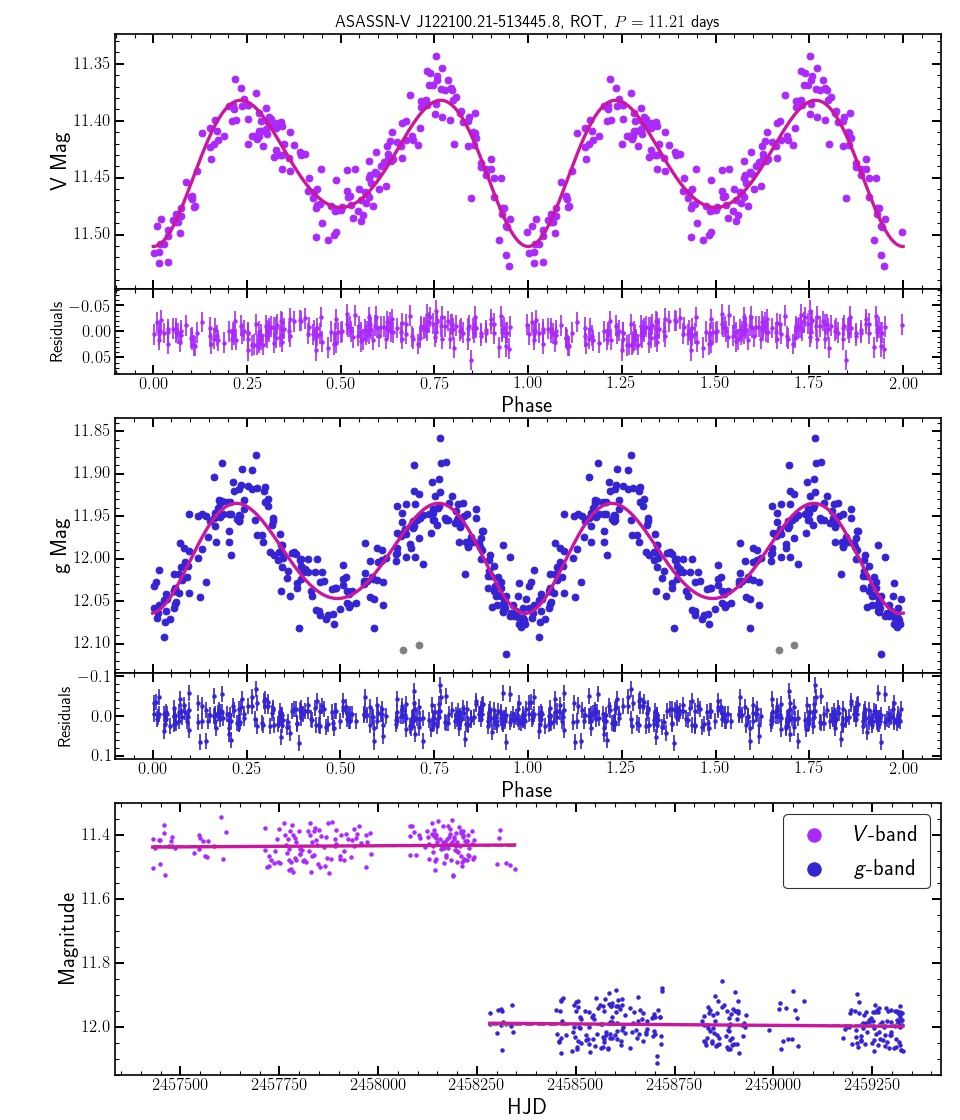 ASASSN-V J122100.21-513445.8, ROT, P = 11.21 days
V Mag
11.35
11.40
11.45
11.50
Residuals
−0.05
0.00
0.05
0.00 0.25 0.50 0.75 1.00 1.25 1.50 1.75 2.00
Phase
g Mag
11.85
11.90
11.95
12.00
12.05
12.10
Residuals
−0.1
0.0
0.1
0.00 0.25 0.50 0.75 1.00 1.25 1.50 1.75 2.00
Phase
Magnitude
11.4
11.6
11.8
12.0
V-band
g-band
2457500 2457750 2458000 2458250 2458500 2458750 2459000 2459250
HJD